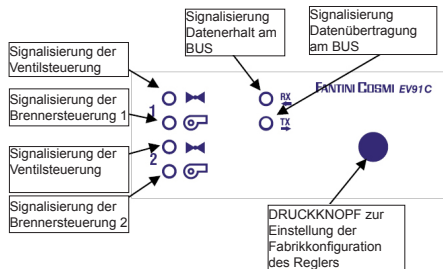 Signalisierung der
Ventilsteuerung
Signalisierung der
Brennersteuerung 1
Signalisierung der
Ventilsteuerung
Signalisierung der
Brennersteuerung 2
Signalisierung
Datenerhalt am
BUS
Signalisierung
Datenübertragung
am BUS
1
2
RX
TX
FANTINI COSMI EV91C
DRUCKKNOPF zur
Einstellung der
Fabrikkonfiguration
des Reglers